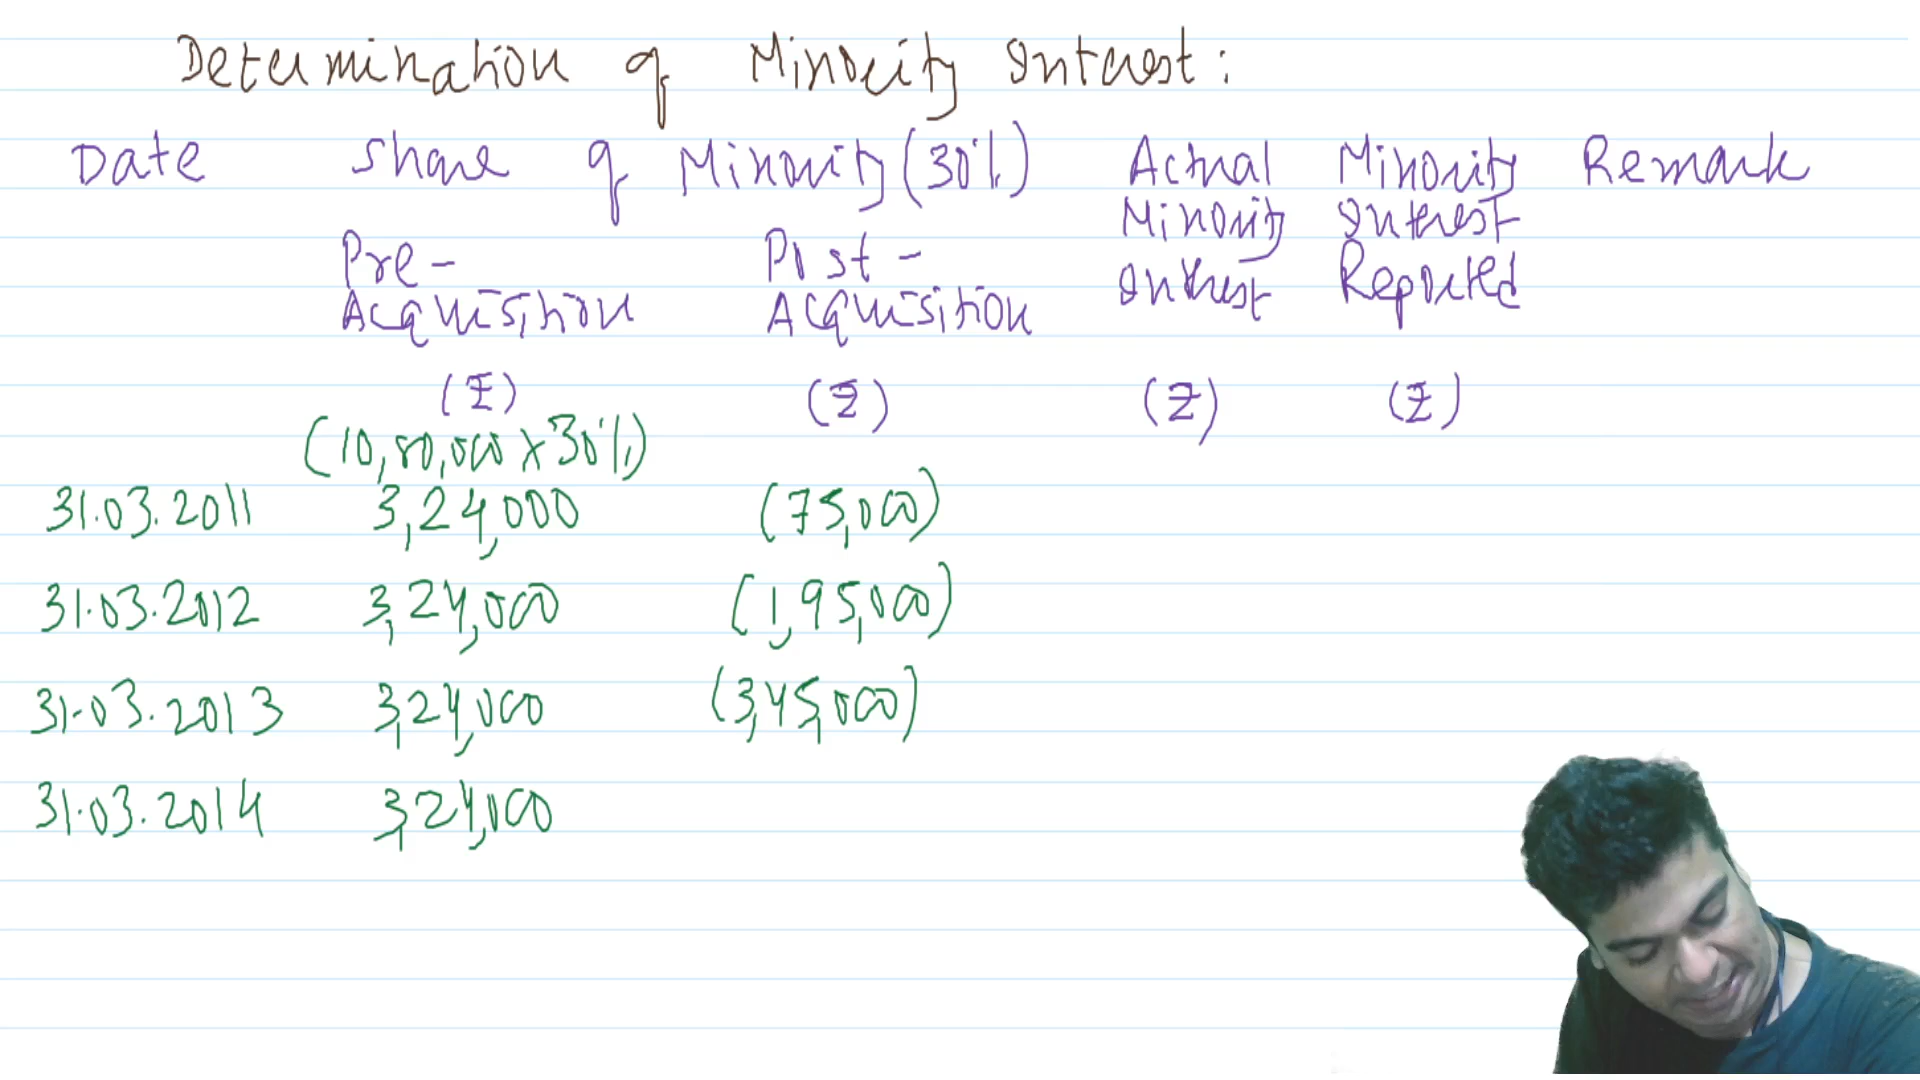 Determination of Minority Interest:
Date Share of Minority (30%) Actual Minority Interest Minority Interest Reported Remark
Pre-Acquisition Post-Acquisition
(₹) (₹) (₹) (₹)
(10,80,000 x 30%)
31.03.2011 3,24,000 (75,000)
31.03.2012 3,24,000 (1,95,000)
31.03.2013 3,24,000 (3,45,000)
31.03.2014 3,24,000